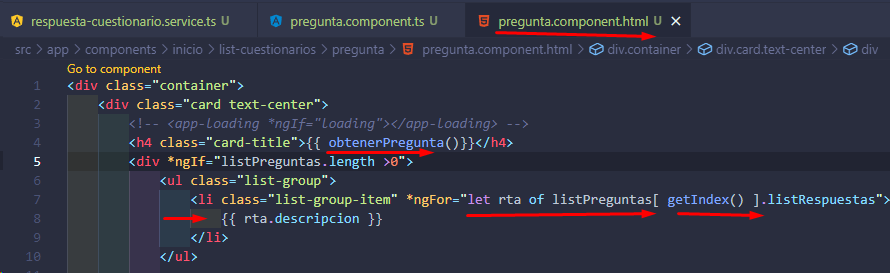 respuesta-cuestionario.service.ts U pregunta.component.ts U pregunta.component.html U
src > app > components > inicio > list-cuestionarios > pregunta > pregunta.component.html > div.container > div.card.text-center > div
Go to component
1 <div class="container">
2 <div class="card text-center">
3 <!-- <app-loading *ngIf="loading"></app-loading> -->
4 <h4 class="card-title">{{ obtenerPregunta()}}</h4>
5 <div *ngIf="listPreguntas.length >0">
6 <ul class="list-group">
7 <li class="list-group-item" *ngFor="let rta of listPreguntas[ getIndex() ].listRespuestas">
8 {{ rta.descripcion }}
9 </li>
10 </ul>